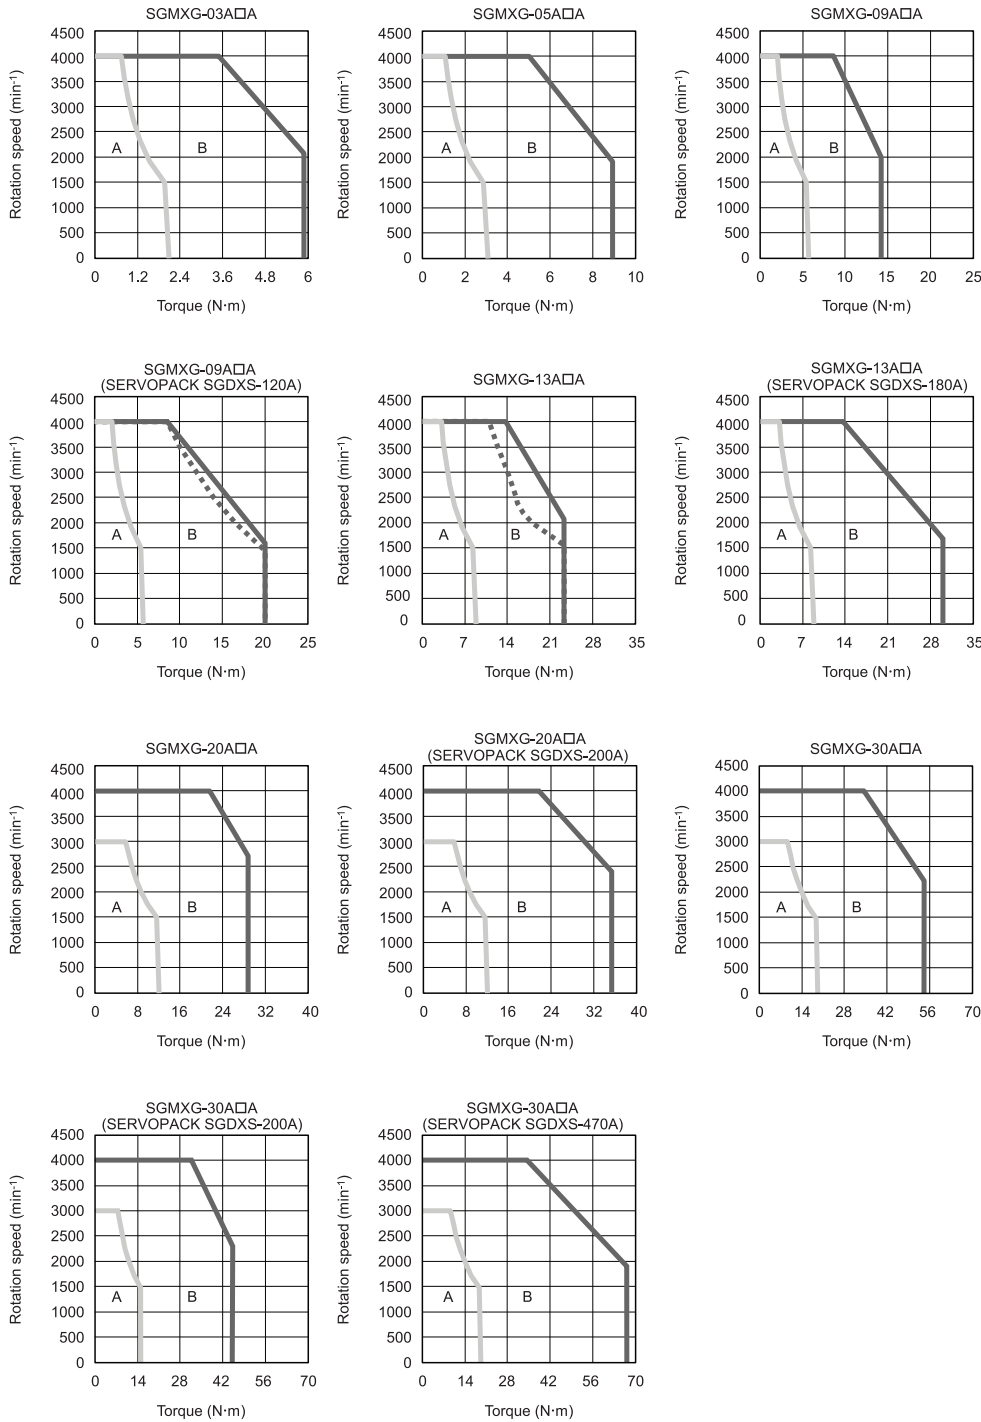 SGMXG-03A□A
Rotation speed (min-1)
4500
4000
3500
3000
2500
2000
1500
1000
500
0
A
B
0 1.2 2.4 3.6 4.8 6
Torque (N·m)
SGMXG-05A□A
Rotation speed (min-1)
4500
4000
3500
3000
2500
2000
1500
1000
500
0
A
B
0 2 4 6 8 10
Torque (N·m)
SGMXG-09A□A
Rotation speed (min-1)
4500
4000
3500
3000
2500
2000
1500
1000
500
0
A
B
0 5 10 15 20 25
Torque (N·m)
SGMXG-09A□A
(SERVOPACK SGDXS-120A)
Rotation speed (min-1)
4500
4000
3500
3000
2500
2000
1500
1000
500
0
A
B
0 5 10 15 20 25
Torque (N·m)
SGMXG-13A□A
Rotation speed (min-1)
4500
4000
3500
3000
2500
2000
1500
1000
500
0
A
B
0 7 14 21 28 35
Torque (N·m)
SGMXG-13A□A
(SERVOPACK SGDXS-180A)
Rotation speed (min-1)
4500
4000
3500
3000
2500
2000
1500
1000
500
0
A
B
0 7 14 21 28 35
Torque (N·m)
SGMXG-20A□A
Rotation speed (min-1)
4500
4000
3500
3000
2500
2000
1500
1000
500
0
A
B
0 8 16 24 32 40
Torque (N·m)
SGMXG-20A□A
(SERVOPACK SGDXS-200A)
Rotation speed (min-1)
4500
4000
3500
3000
2500
2000
1500
1000
500
0
A
B
0 8 16 24 32 40
Torque (N·m)
SGMXG-30A□A
Rotation speed (min-1)
4500
4000
3500
3000
2500
2000
1500
1000
500
0
A
B
0 14 28 42 56 70
Torque (N·m)
SGMXG-30A□A
(SERVOPACK SGDXS-200A)
Rotation speed (min-1)
4500
4000
3500
3000
2500
2000
1500
1000
500
0
A
B
0 14 28 42 56 70
Torque (N·m)
SGMXG-30A□A
(SERVOPACK SGDXS-470A)
Rotation speed (min-1)
4500
4000
3500
3000
2500
2000
1500
1000
500
0
A
B
0 14 28 42 56 70
Torque (N·m)